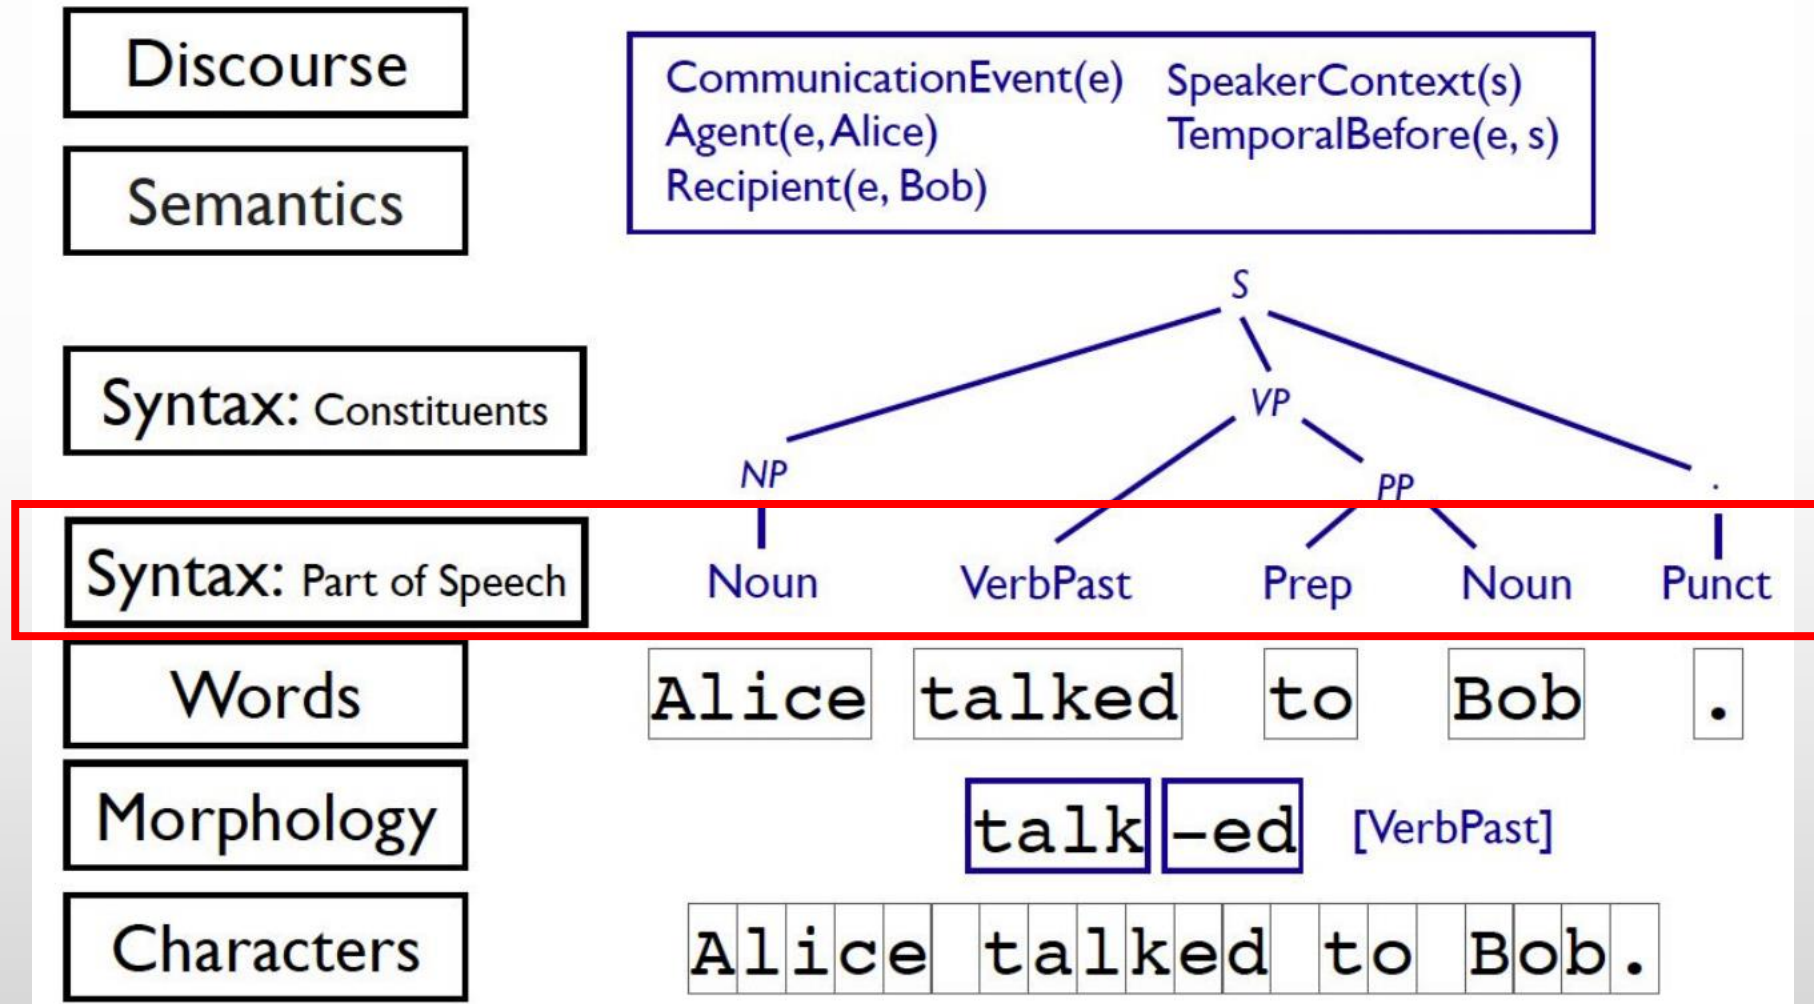 Discourse
CommunicationEvent(e) SpeakerContext(s)
Agent(e, Alice) TemporalBefore(e, s)
Recipient(e, Bob)
Semantics
S
Syntax: Constituents
VP
NP
PP
.
Syntax: Part of Speech
Noun VerbPast Prep Noun Punct
Words
Alice talked to Bob .
Morphology
talk -ed [VerbPast]
Characters
Alice talked to Bob.